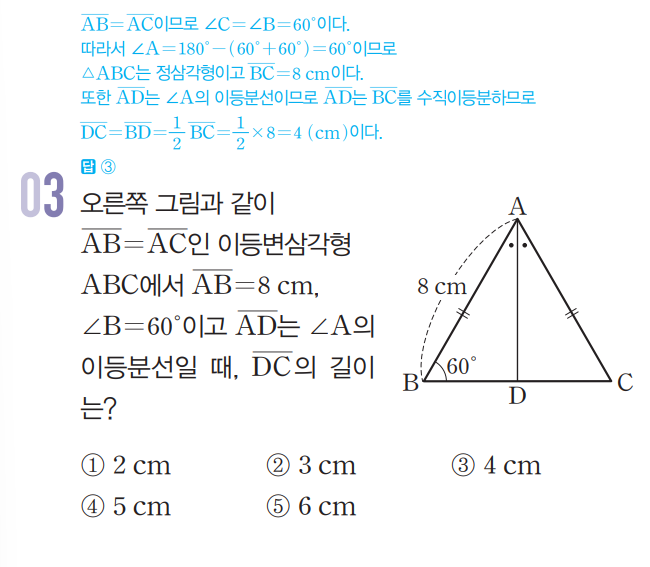 AB=AC이므로 ∠C=∠B=60°이다.
따라서 ∠A=180°-(60°+60°)=60°이므로
△ABC는 정삼각형이고 BC=8 cm이다.
또한 AD는 ∠A의 이등분선이므로 AD는 BC를 수직이등분하므로
DC=BD=1/2 BC=1/2×8=4 (cm)이다.
답 ③
03 오른쪽 그림과 같이
AB=AC인 이등변삼각형
ABC에서 AB=8 cm,
∠B=60°이고 AD는 ∠A의
이등분선일 때, DC의 길이
는?
A
8 cm
60°
B
D
C
① 2 cm ② 3 cm ③ 4 cm
④ 5 cm ⑤ 6 cm